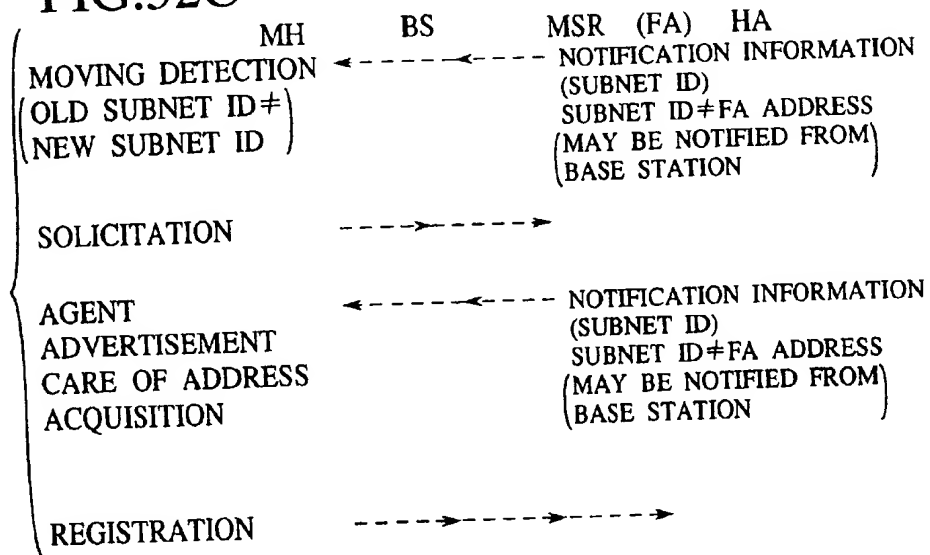 MH BS MSR (FA) HA
MOVING DETECTION
(OLD SUBNET ID≠
NEW SUBNET ID)
NOTIFICATION INFORMATION
(SUBNET ID)
SUBNET ID≠FA ADDRESS
(MAY BE NOTIFIED FROM
BASE STATION)
SOLICITATION
AGENT
ADVERTISEMENT
CARE OF ADDRESS
ACQUISITION
NOTIFICATION INFORMATION
(SUBNET ID)
SUBNET ID≠FA ADDRESS
(MAY BE NOTIFIED FROM
BASE STATION)
REGISTRATION